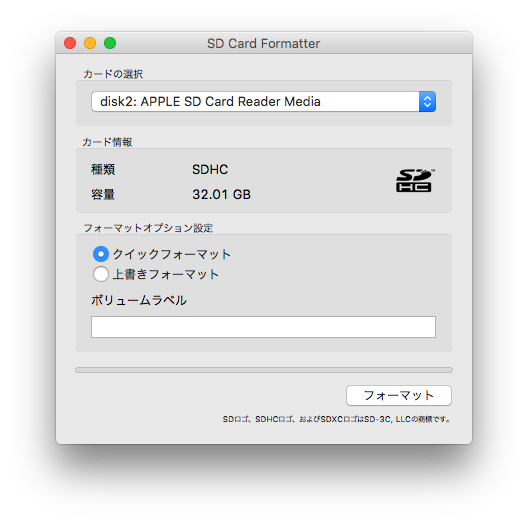 SD Card Formatter
カードの選択
disk2: APPLE SD Card Reader Media
カード情報
種類 SDHC
容量 32.01 GB
SD
HC
フォーマットオプション設定
クイックフォーマット
上書きフォーマット
ボリュームラベル
フォーマット
SDロゴ、SDHCロゴ、およびSDXCロゴはSD-3C, LLCの商標です。